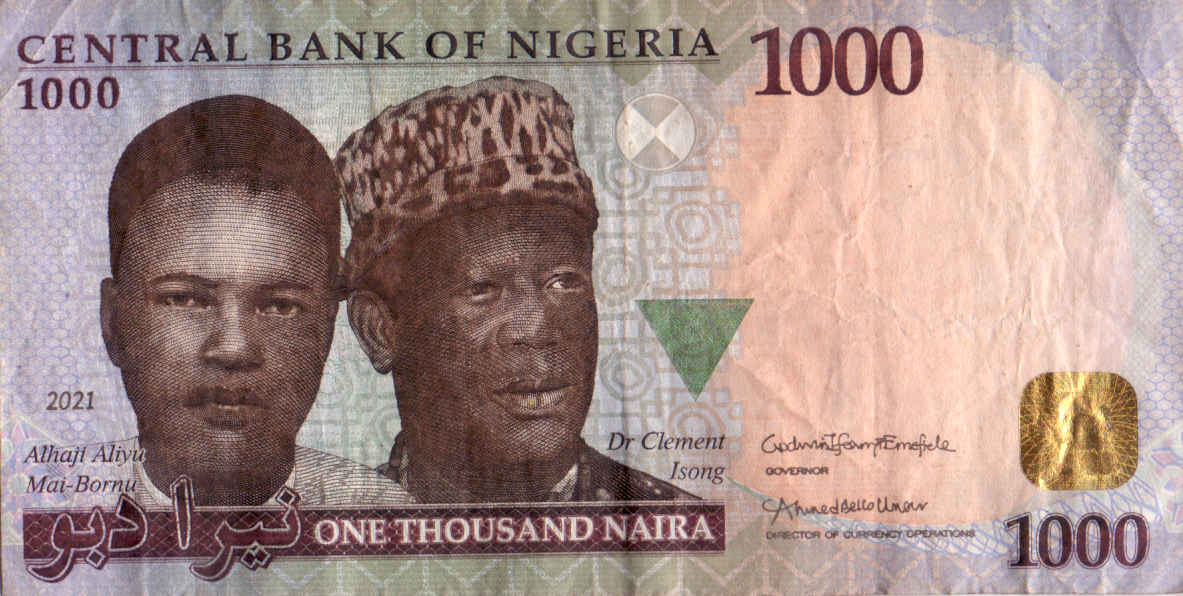 CENTRAL BANK OF NIGERIA
1000
1000
2021
Alhaji Aliyu
Mai-Bornu
Dr Clement
Isong
GOVERNOR
DIRECTOR OF CURRENCY OPERATIONS
نيرا دبو
ONE THOUSAND NAIRA
1000